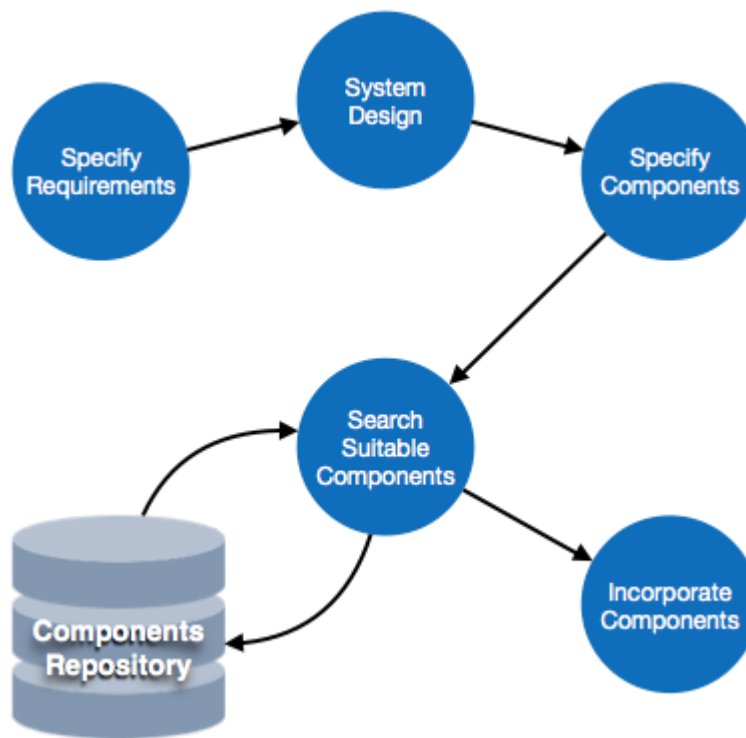 System
Design
Specify
Requirements
Specify
Components
Search
Suitable
Components
Incorporate
Components
Components
Repository